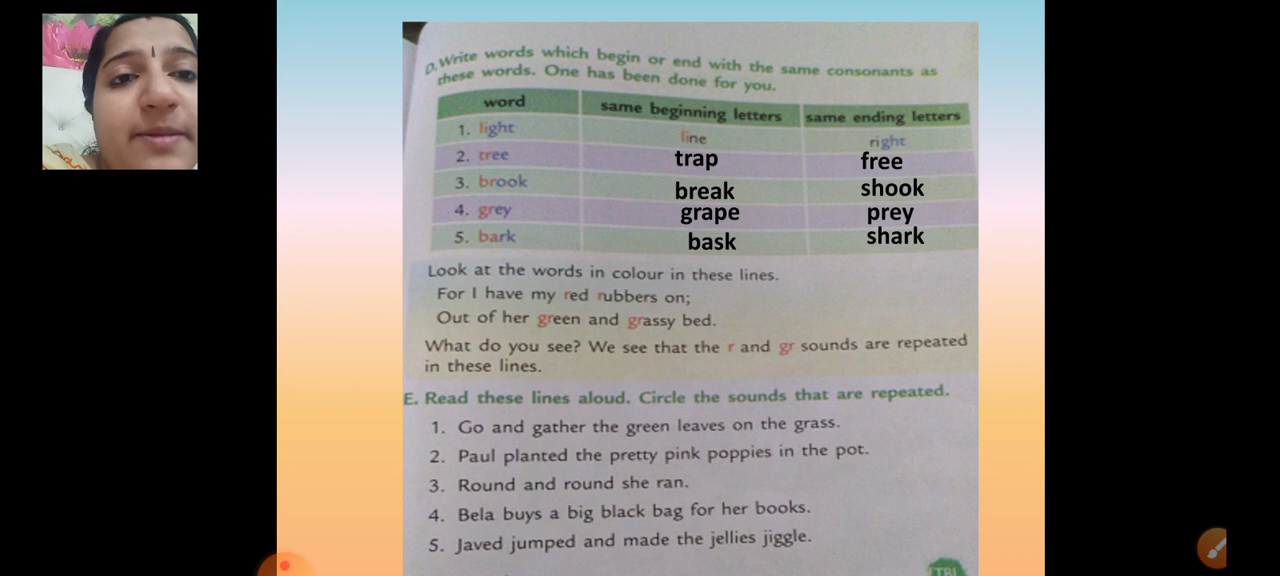 D. Write words which begin or end with the same consonants as
these words. One has been done for you.
word same beginning letters same ending letters
1. light line right
2. tree trap free
3. brook break shook
4. grey grape prey
5. bark bask shark
Look at the words in colour in these lines.
For I have my red rubbers on;
Out of her green and grassy bed.
What do you see? We see that the r and gr sounds are repeated
in these lines.
E. Read these lines aloud. Circle the sounds that are repeated.
1. Go and gather the green leaves on the grass.
2. Paul planted the pretty pink poppies in the pot.
3. Round and round she ran.
4. Bela buys a big black bag for her books.
5. Javed jumped and made the jellies jiggle.